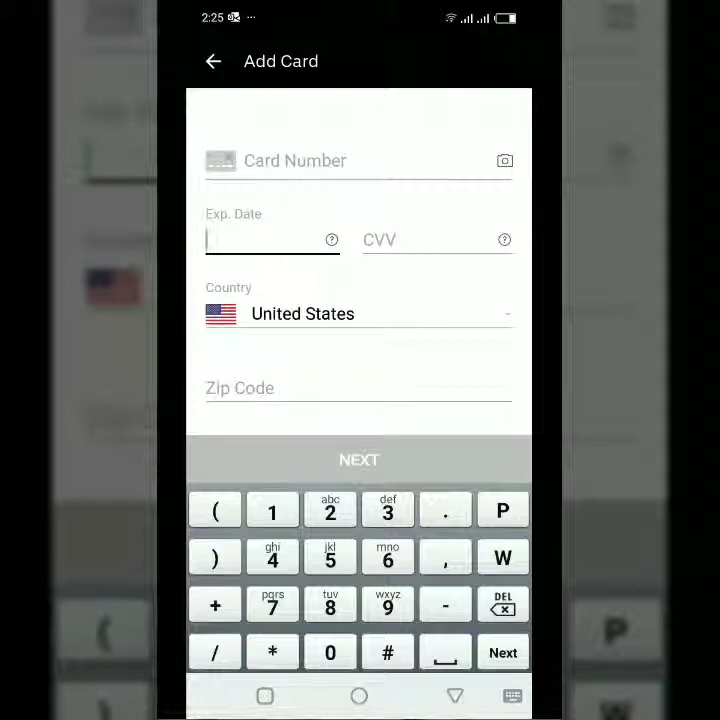 2:25 ...
Add Card
Card Number
Exp. Date
? CVV ?
Country
United States
Zip Code
NEXT
( 1 abc 2 def 3 . P
) ghi 4 jkl 5 mno 6 , W
+ pqrs 7 tuv 8 wxyz 9 - DEL
/ * 0 # Next